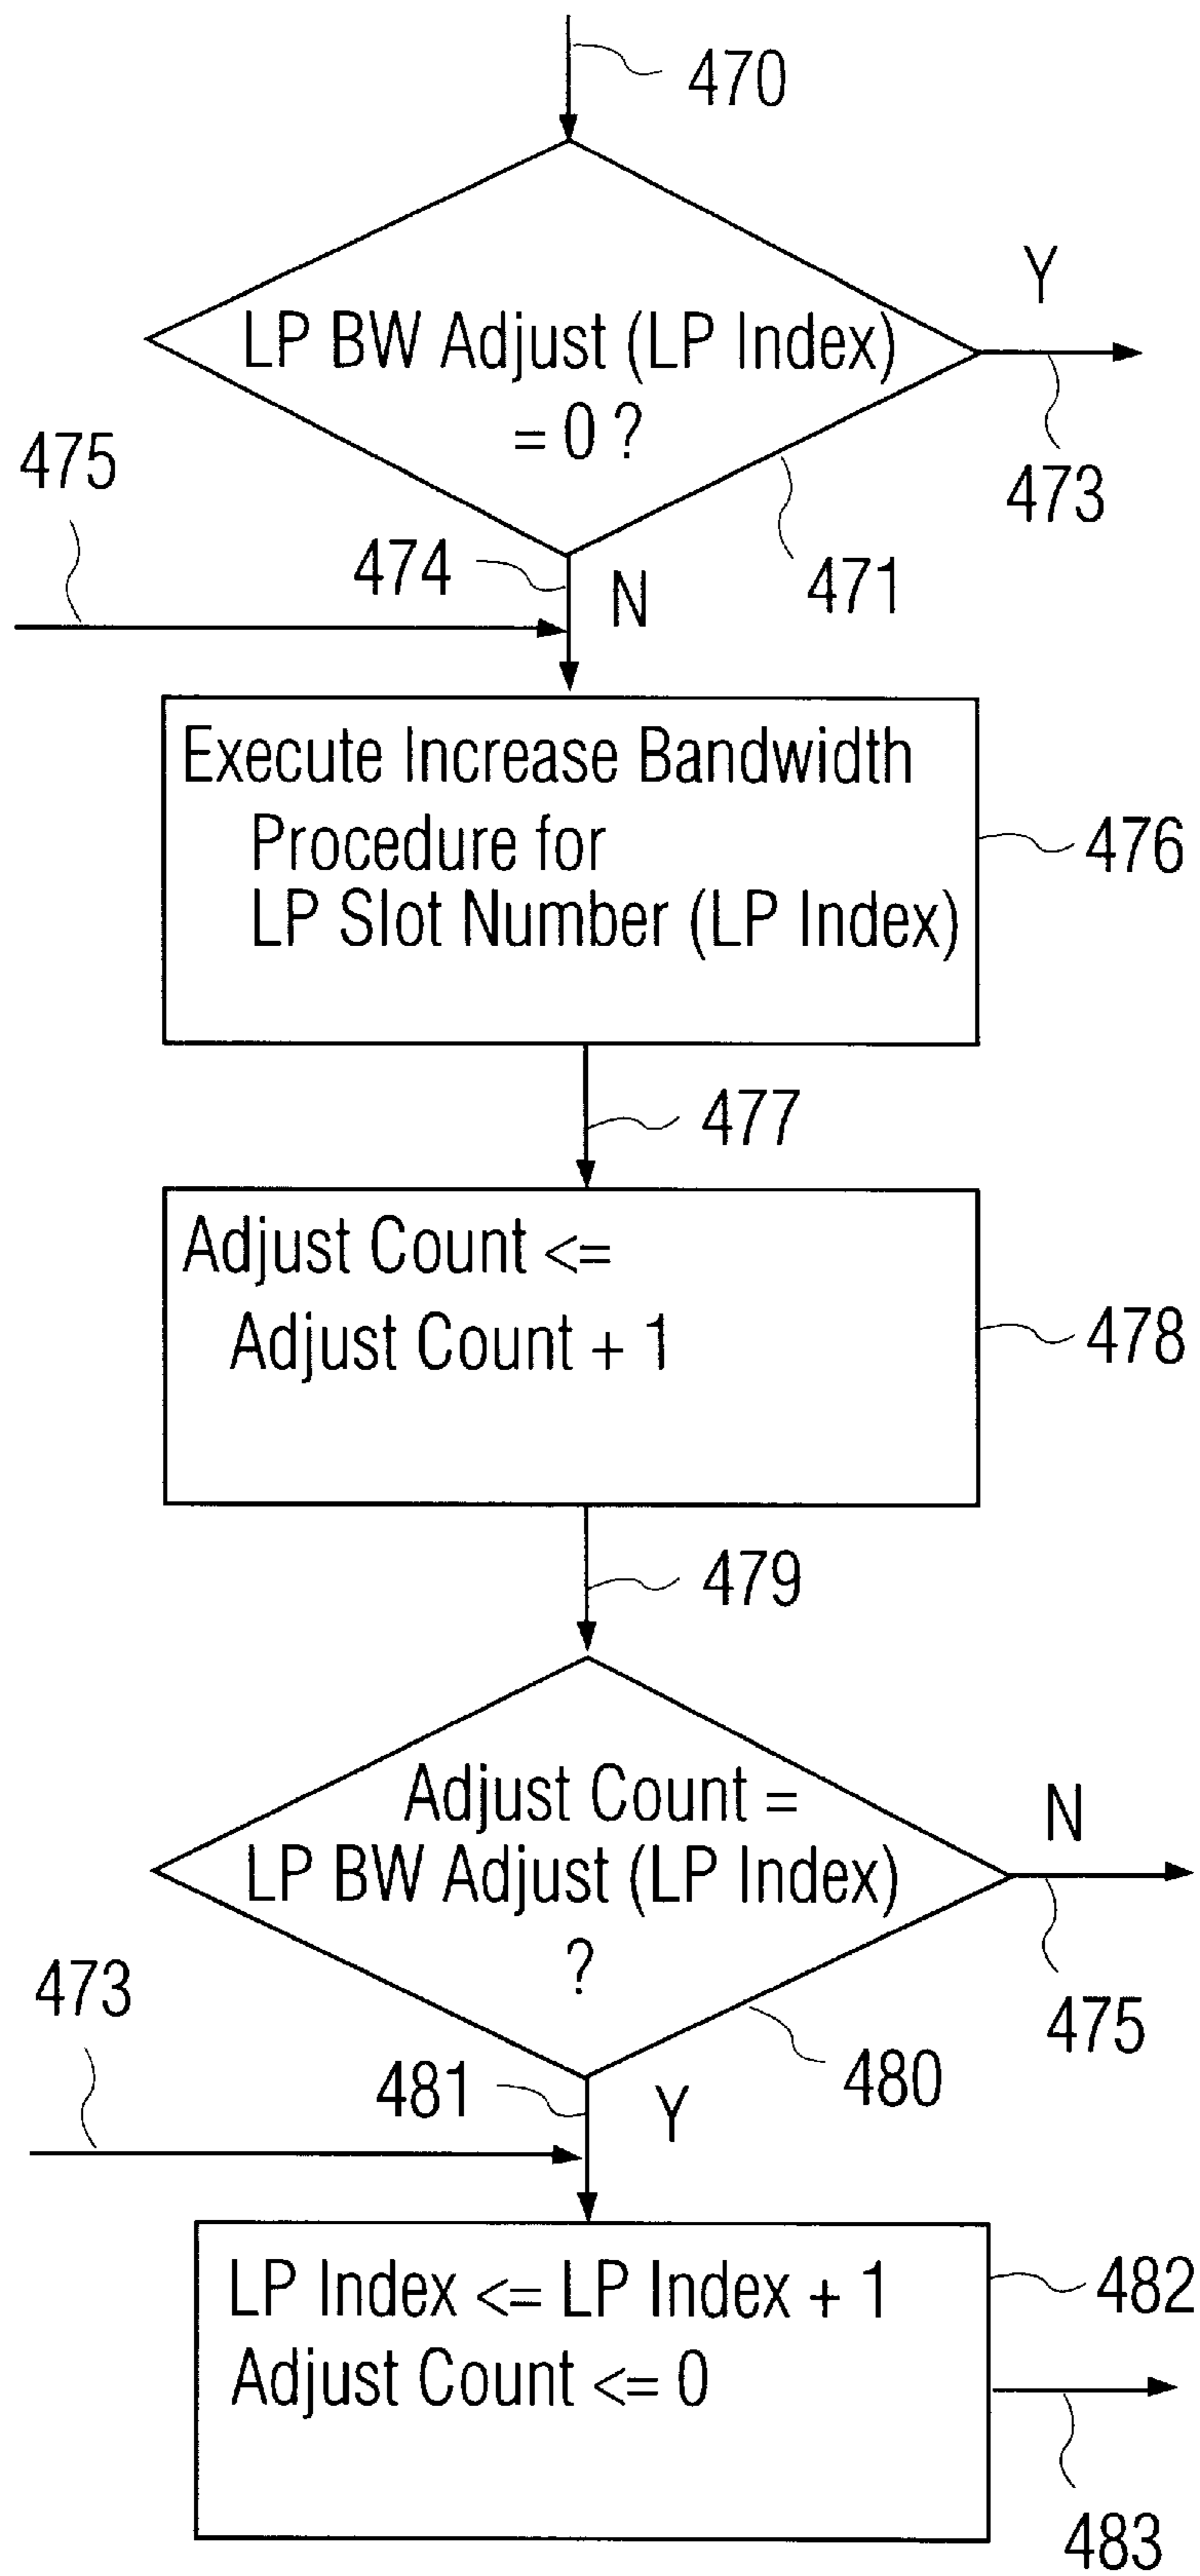 470
Y
LP BW Adjust (LP Index)
= 0 ?
475
473
474
N
471
Execute Increase Bandwidth
Procedure for
LP Slot Number (LP Index)
476
477
Adjust Count <=
Adjust Count + 1
478
479
Adjust Count =
LP BW Adjust (LP Index)
?
N
473
475
480
481
Y
LP Index <= LP Index + 1
Adjust Count <= 0
482
483